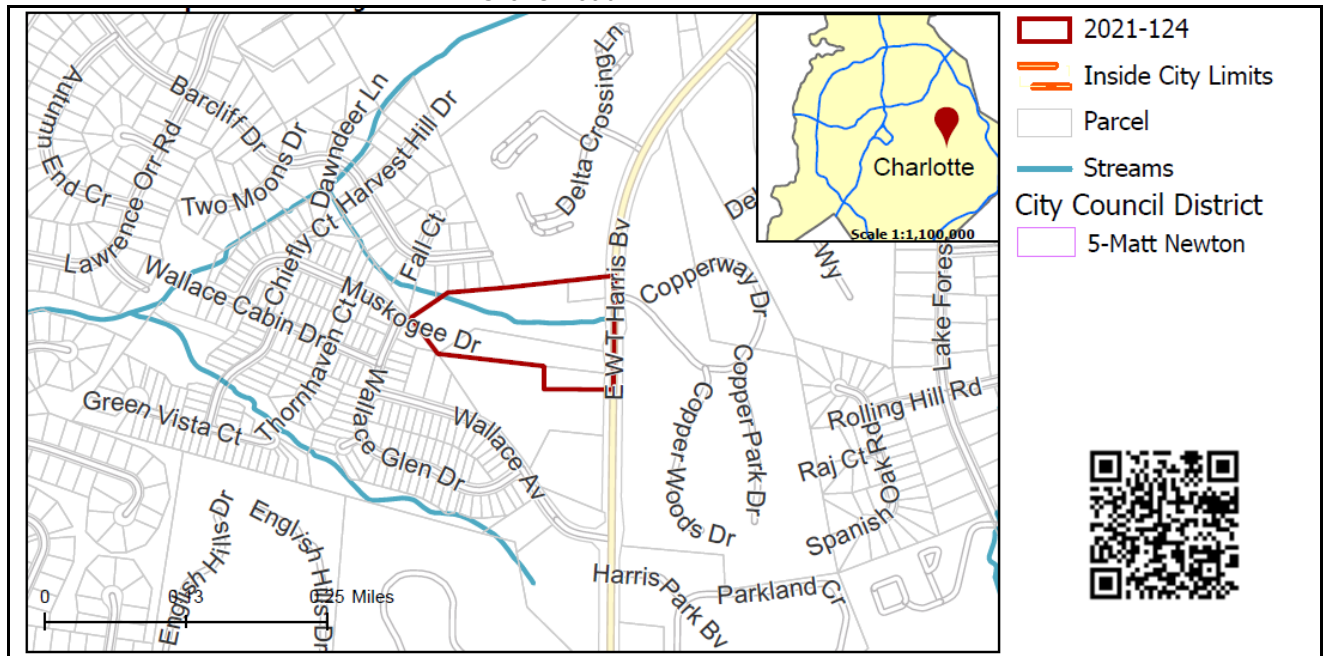 Autumn
End Cr
Lawrence Orr Rd
Barcliff Dr
Two Moons Dr
Dawndeer Ln
Harvest Hill Dr
Chiefly Ct
Fall Ct
Delta Crossing Ln
Wallace Cabin Dr
Muskogee Dr
Thornhaven Ct
Green Vista Ct
Wallace
Glen Dr
Wallace Av
E W T Harris Bv
Copperway Dr
Copper Park Dr
Copper Woods Dr
Wy
Lake Fores
Rolling Hill Rd
Raj Ct
Spanish
Oak Rd
Harris
Park Bv
Parkland Cr
English Hills Dr
English Hills Dr
0
0.25 Miles
Charlotte
Scale 1:1,100,000
2021-124
Inside City Limits
Parcel
Streams
City Council District
5-Matt Newton